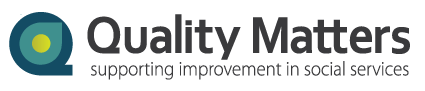 Quality Matters
supporting improvement in social services